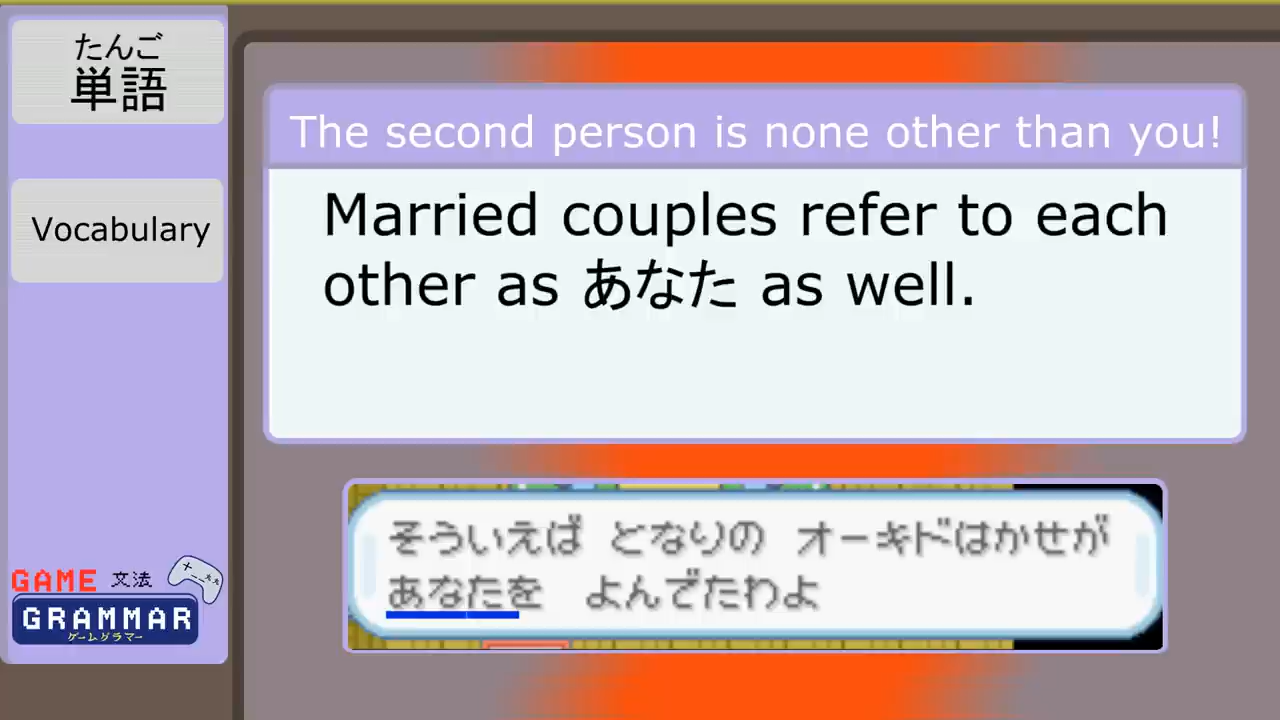 たんご
単語
Vocabulary
The second person is none other than you!
Married couples refer to each
other as あなた as well.
そういえば となりの オーキドはかせが
あなたを よんでたわよ
GAME 文法
GRAMMAR
ゲームグラマー